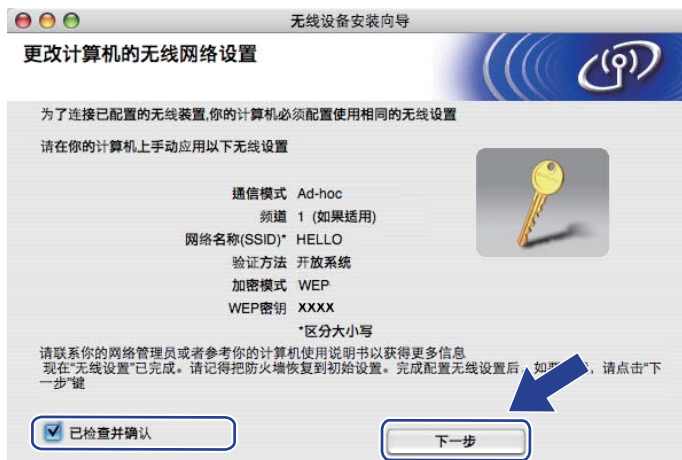 无线设备安装向导
更改计算机的无线网络设置
为了连接已配置的无线装置,你的计算机必须配置使用相同的无线设置
请在你的计算机上手动应用以下无线设置
通信模式 Ad-hoc
频道 1 (如果适用)
网络名称(SSID)* HELLO
验证方法 开放系统
加密模式 WEP
WEP密钥 XXXX
*区分大小写
请联系你的网络管理员或者参考你的计算机使用说明书以获得更多信息
现在"无线设置"已完成。请记得把防火墙恢复到初始设置。完成配置无线设置后,如要 ,请点击"下
一步"键
已检查并确认
下一步